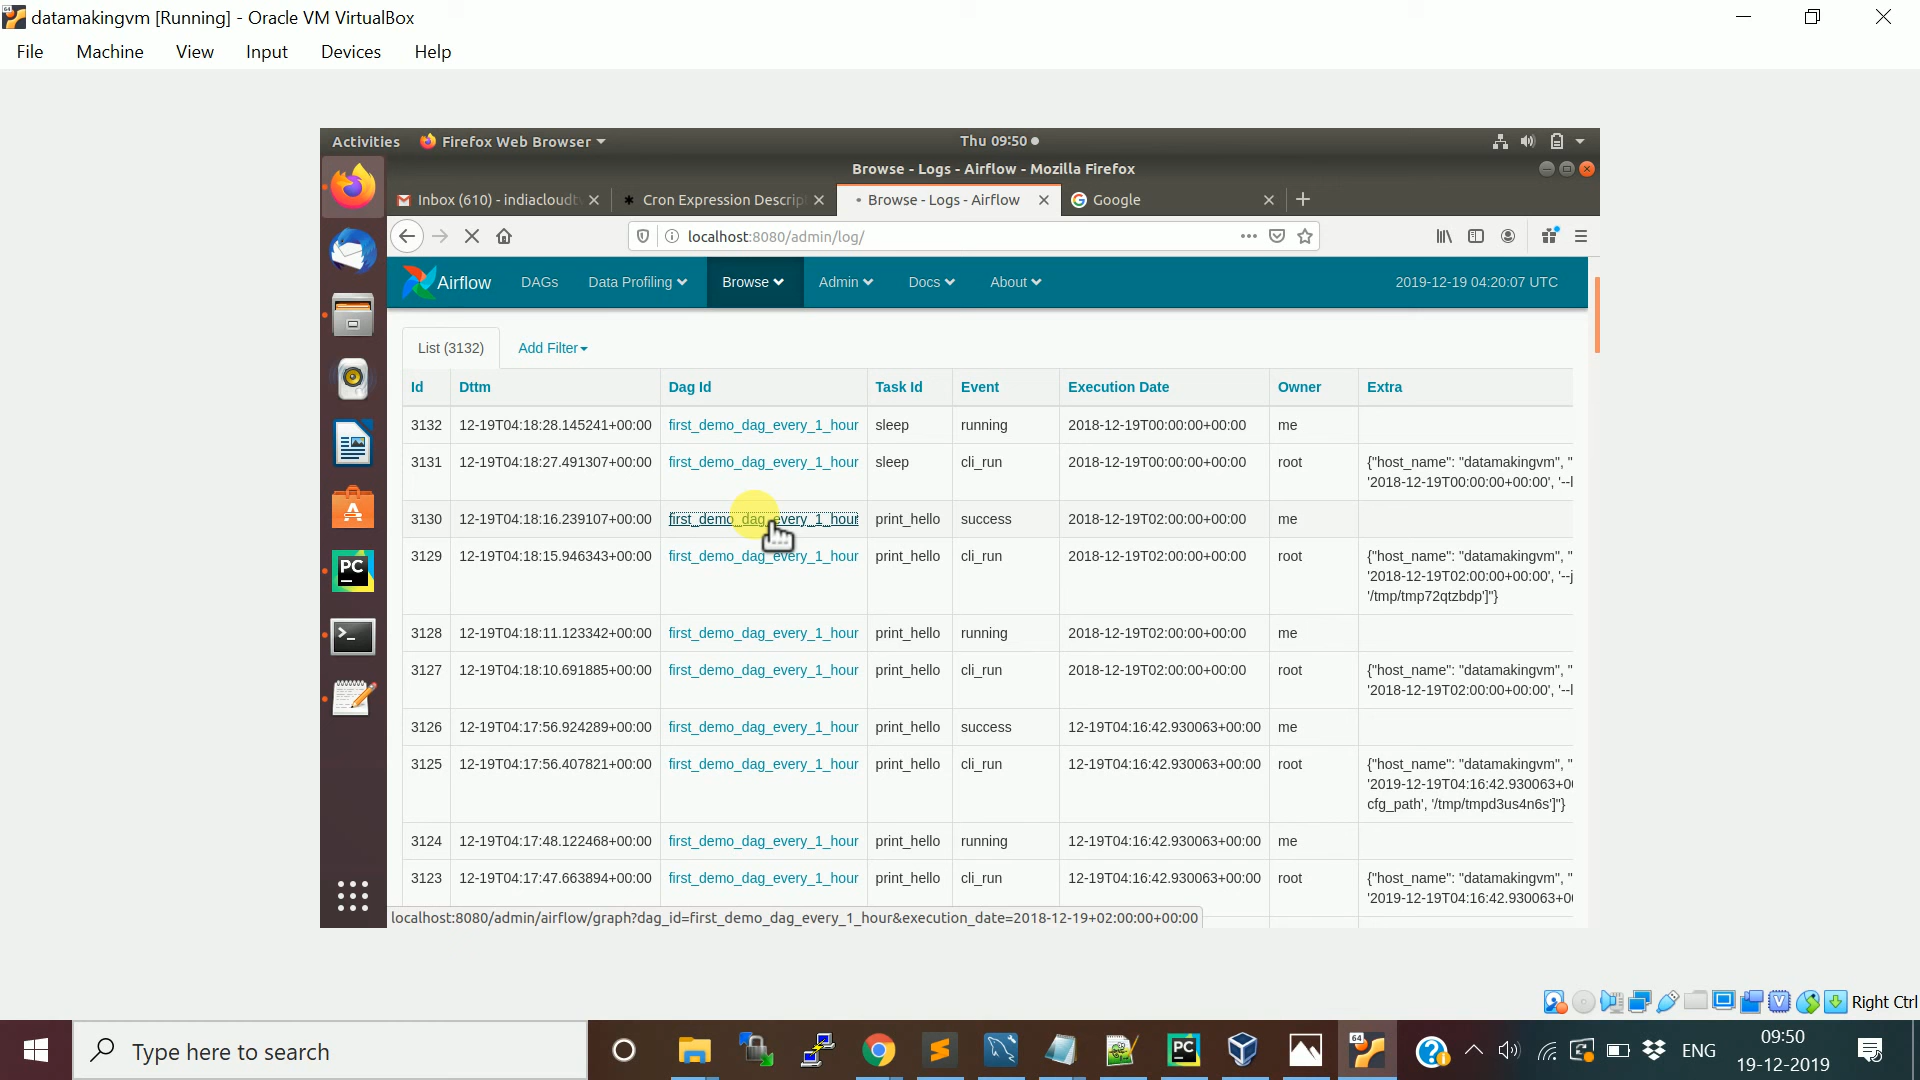 datamakingvm [Running] - Oracle VM VirtualBox
File Machine View Input Devices Help
Activities Firefox Web Browser Thu 09:50
Browse - Logs - Airflow - Mozilla Firefox
Inbox (610) - indiacloudt Cron Expression Descrip Browse - Logs - Airflow Google
localhost:8080/admin/log/
Airflow DAGs Data Profiling Browse Admin Docs About 2019-12-19 04:20:07 UTC
List (3132) Add Filter
Id Dttm Dag Id Task Id Event Execution Date Owner Extra
3132 12-19T04:18:28.145241+00:00 first_demo_dag_every_1_hour sleep running 2018-12-19T00:00:00+00:00 me
3131 12-19T04:18:27.491307+00:00 first_demo_dag_every_1_hour sleep cli_run 2018-12-19T00:00:00+00:00 root {"host_name": "datamakingvm", "
'2018-12-19T00:00:00+00:00', '--l
3130 12-19T04:18:16.239107+00:00 first_demo_dag_every_1_hour print_hello success 2018-12-19T02:00:00+00:00 me
3129 12-19T04:18:15.946343+00:00 first_demo_dag_every_1_hour print_hello cli_run 2018-12-19T02:00:00+00:00 root {"host_name": "datamakingvm", "
'2018-12-19T02:00:00+00:00', '--j
'/tmp/tmp72qtzbdp']"}
3128 12-19T04:18:11.123342+00:00 first_demo_dag_every_1_hour print_hello running 2018-12-19T02:00:00+00:00 me
3127 12-19T04:18:10.691885+00:00 first_demo_dag_every_1_hour print_hello cli_run 2018-12-19T02:00:00+00:00 root {"host_name": "datamakingvm", "
'2018-12-19T02:00:00+00:00', '--l
3126 12-19T04:17:56.924289+00:00 first_demo_dag_every_1_hour print_hello success 12-19T04:16:42.930063+00:00 me
3125 12-19T04:17:56.407821+00:00 first_demo_dag_every_1_hour print_hello cli_run 12-19T04:16:42.930063+00:00 root {"host_name": "datamakingvm", "
'2019-12-19T04:16:42.930063+0
cfg_path', '/tmp/tmpd3us4n6s']"}
3124 12-19T04:17:48.122468+00:00 first_demo_dag_every_1_hour print_hello running 12-19T04:16:42.930063+00:00 me
3123 12-19T04:17:47.663894+00:00 first_demo_dag_every_1_hour print_hello cli_run 12-19T04:16:42.930063+00:00 root {"host_name": "datamakingvm", "
'2019-12-19T04:16:42.930063+0
localhost:8080/admin/airflow/graph?dag_id=first_demo_dag_every_1_hour&execution_date=2018-12-19+02:00:00+00:00
Right Ctrl
Type here to search
ENG
09:50
19-12-2019